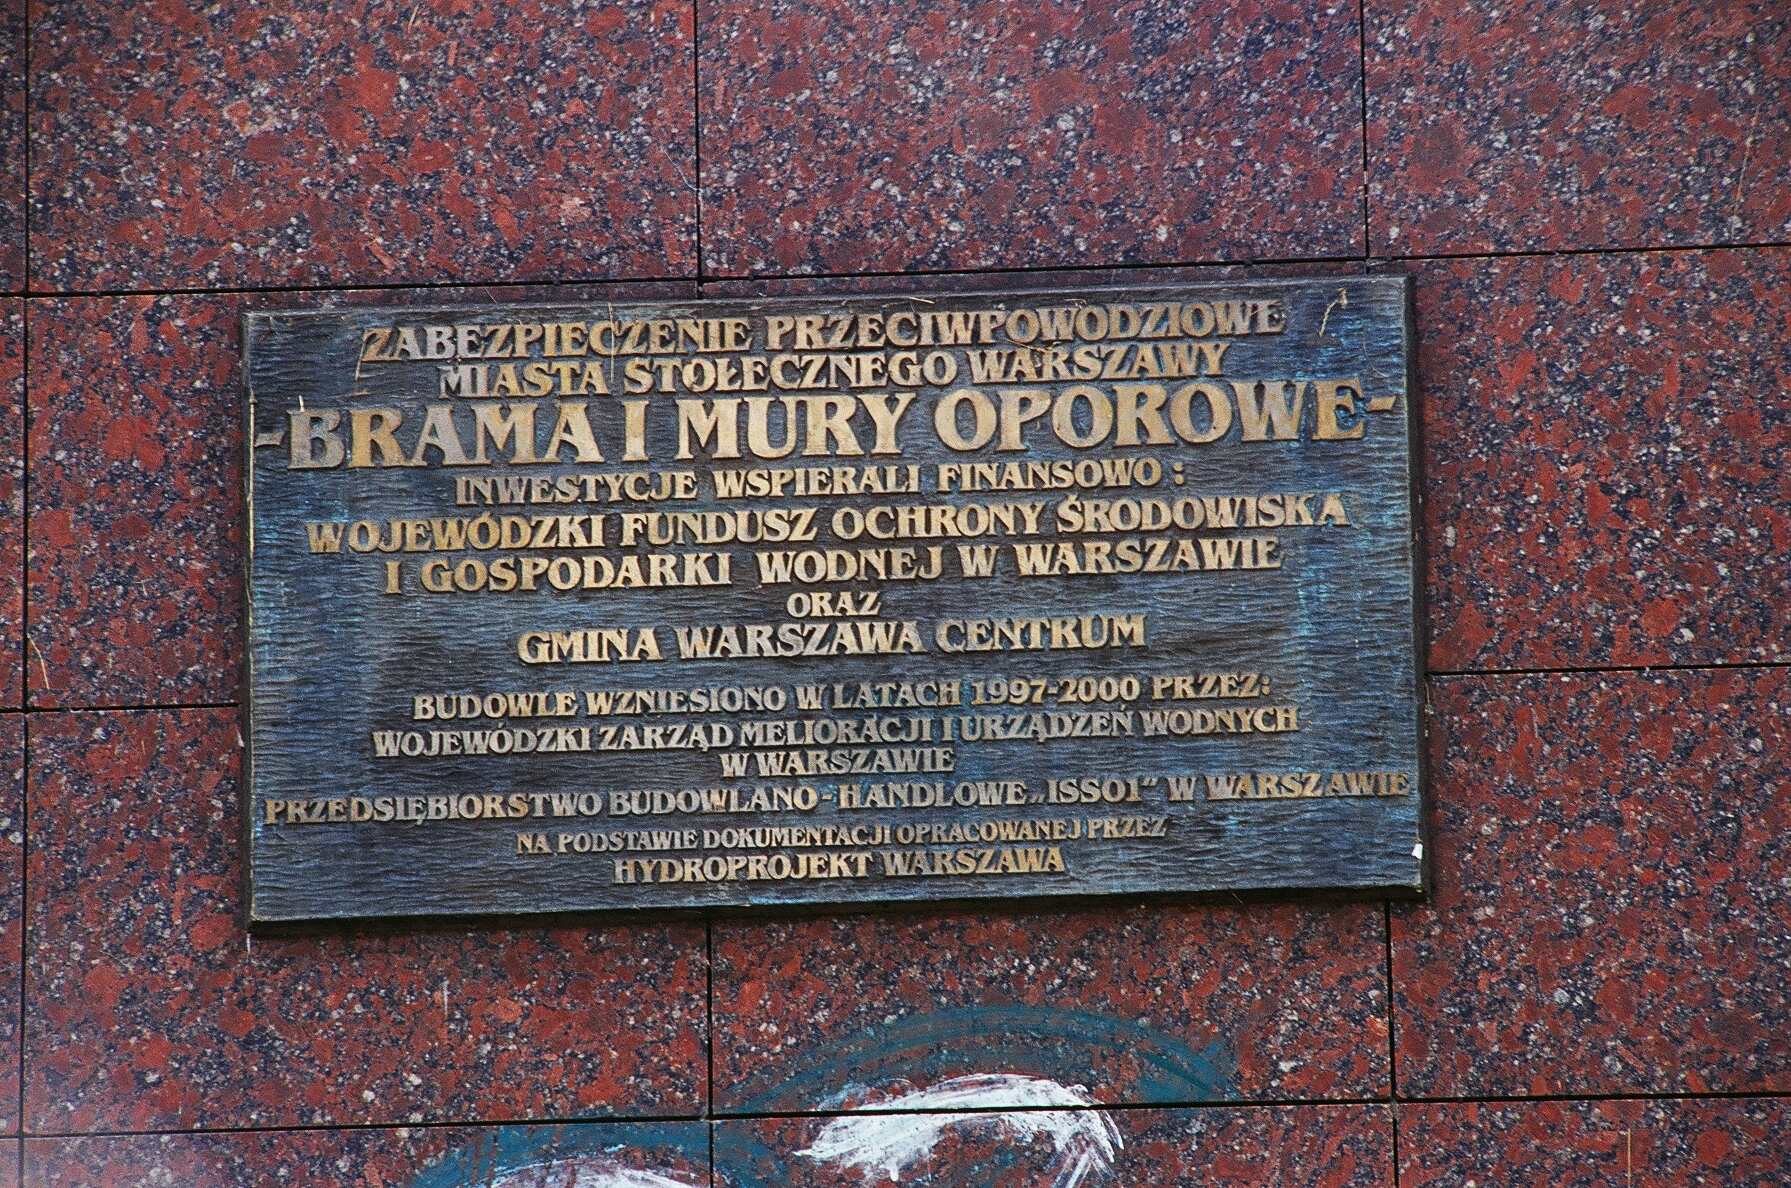 ZABEZPIECZENIE PRZECIWPOWODZIOWE
MIASTA STOŁECZNEGO WARSZAWY
-BRAMA I MURY OPOROWE-
INWESTYCJE WSPIERALI FINANSOWO :
WOJEWÓDZKI FUNDUSZ OCHRONY ŚRODOWISKA
I GOSPODARKI WODNEJ W WARSZAWIE
ORAZ
GMINA WARSZAWA CENTRUM
BUDOWLE WZNIESIONO W LATACH 1997-2000 PRZEZ:
WOJEWÓDZKI ZARZĄD MELIORACJI I URZĄDZEŃ WODNYCH
W WARSZAWIE
PRZEDSIĘBIORSTWO BUDOWLANO-HANDLOWE „ISSO1” W WARSZAWIE
NA PODSTAWIE DOKUMENTACJI OPRACOWANEJ PRZEZ
HYDROPROJEKT WARSZAWA